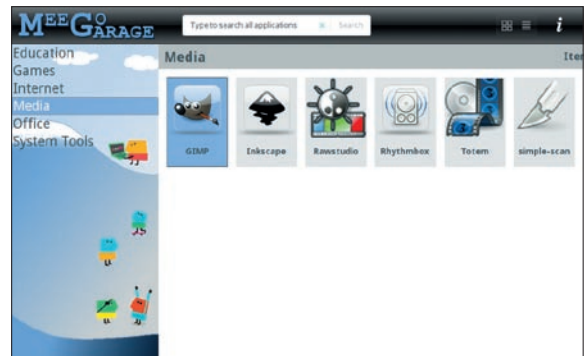 MeeGo Garage
Type to search all applications Search
i
Education
Games
Internet
Media
Office
System Tools
Media
GIMP
Inkscape
Rawstudio
Rhythmbox
Totem
simple-scan